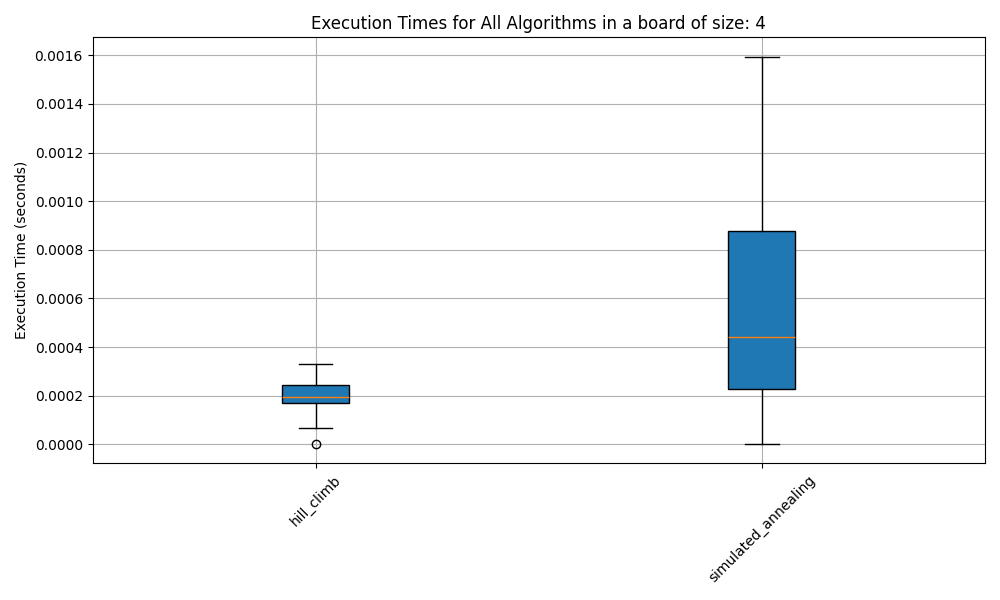 Execution Times for All Algorithms in a board of size: 4
Execution Time (seconds)
0.0016
0.0014
0.0012
0.0010
0.0008
0.0006
0.0004
0.0002
0.0000
hill_climb
simulated_annealing